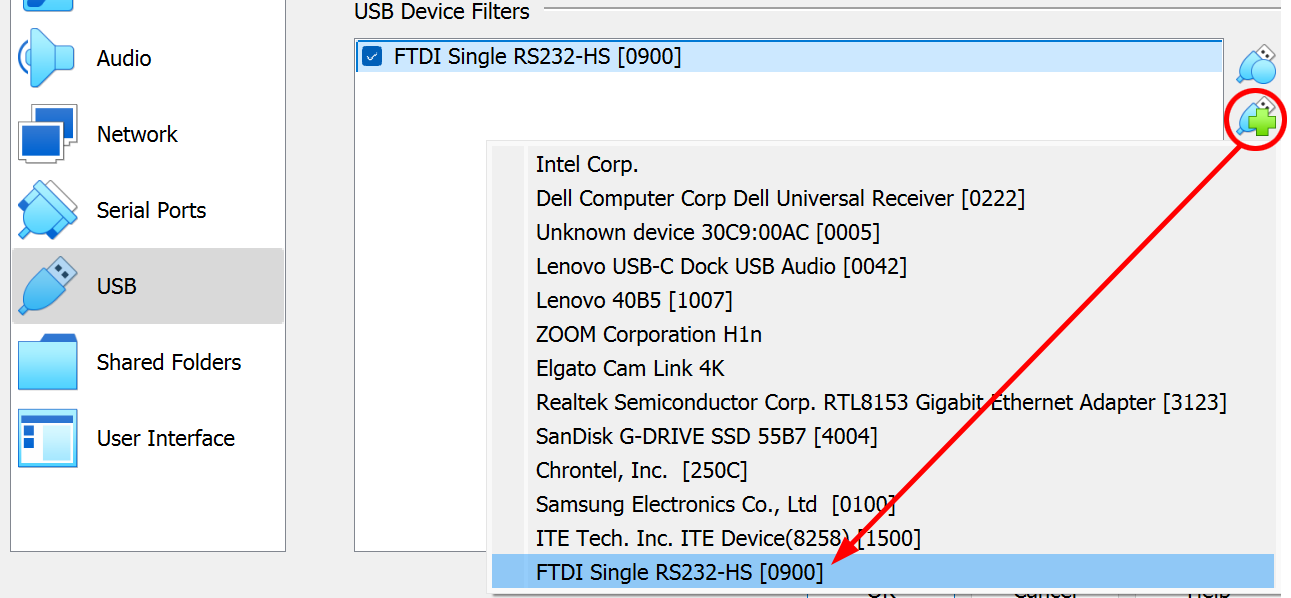 USB Device Filters
Audio
Network
Serial Ports
USB
Shared Folders
User Interface
FTDI Single RS232-HS [0900]
Intel Corp.
Dell Computer Corp Dell Universal Receiver [0222]
Unknown device 30C9:00AC [0005]
Lenovo USB-C Dock USB Audio [0042]
Lenovo 40B5 [1007]
ZOOM Corporation H1n
Elgato Cam Link 4K
Realtek Semiconductor Corp. RTL8153 Gigabit Ethernet Adapter [3123]
SanDisk G-DRIVE SSD 55B7 [4004]
Chrontel, Inc.  [250C]
Samsung Electronics Co., Ltd  [0100]
ITE Tech. Inc. ITE Device(8258) [1500]
FTDI Single RS232-HS [0900]
OK Cancel Help